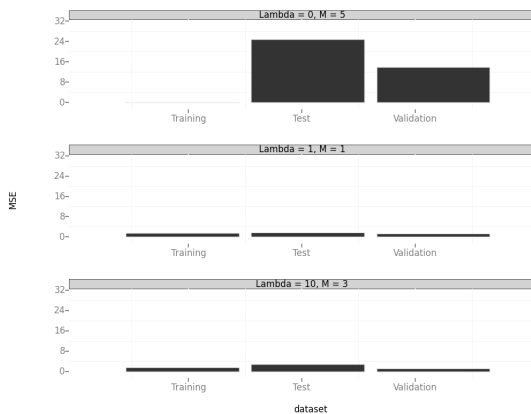 Lambda = 0, M = 5
32
24
16
8
0
Training Test Validation
Lambda = 1, M = 1
32
24
16
8
0
Training Test Validation
Lambda = 10, M = 3
32
24
16
8
0
Training Test Validation
MSE
dataset